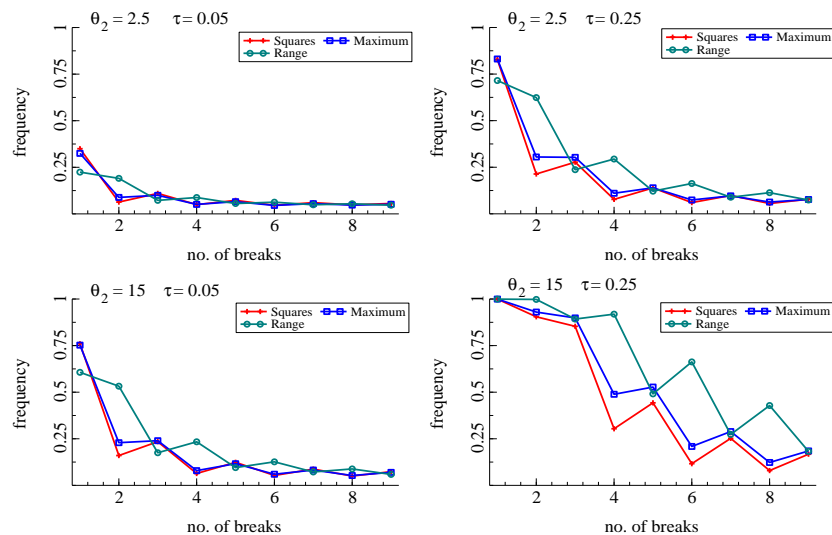 θ2 = 2.5 τ = 0.05
Squares Maximum
Range
frequency
1
0.75
0.5
0.25
2 4 6 8
no. of breaks
θ2 = 2.5 τ = 0.25
Squares Maximum
Range
frequency
1
0.75
0.5
0.25
2 4 6 8
no. of breaks
θ2 = 15 τ = 0.05
Squares Maximum
Range
frequency
1
0.75
0.5
0.25
2 4 6 8
no. of breaks
θ2 = 15 τ = 0.25
Squares Maximum
Range
frequency
1
0.75
0.5
0.25
2 4 6 8
no. of breaks